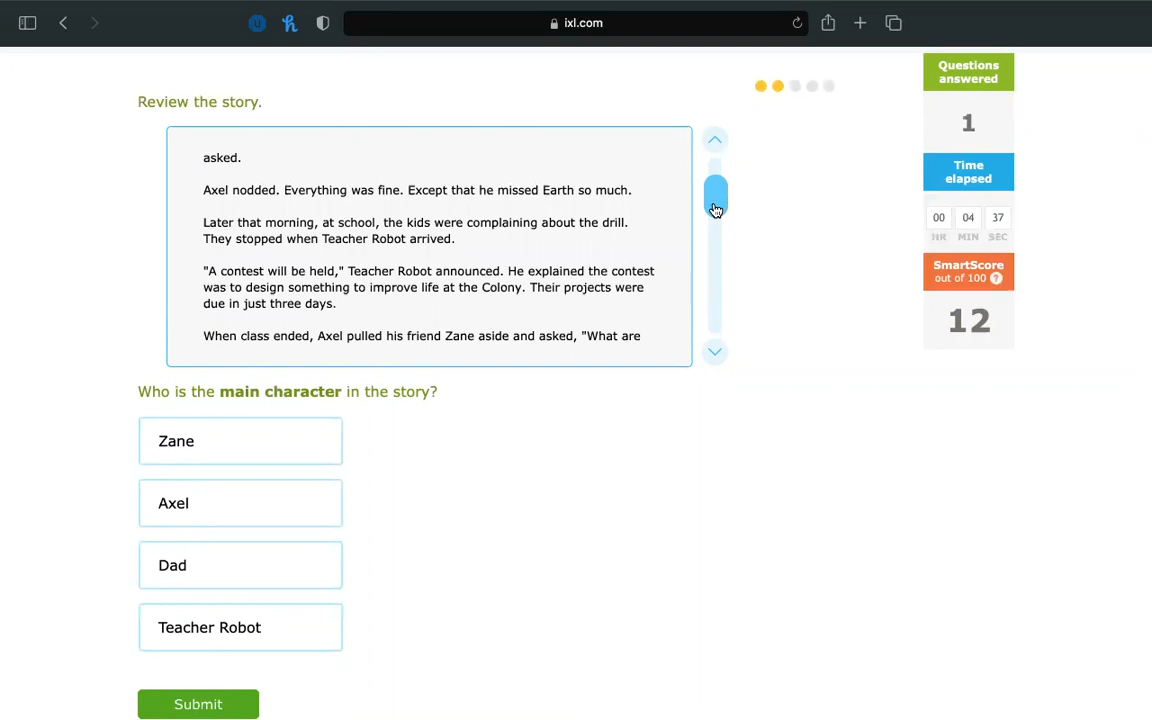 ixl.com
Questions
answered
1
Time
elapsed
00 04 37
HR MIN SEC
SmartScore
out of 100 ?
12
Review the story.
asked.
Axel nodded. Everything was fine. Except that he missed Earth so much.
Later that morning, at school, the kids were complaining about the drill.
They stopped when Teacher Robot arrived.
"A contest will be held," Teacher Robot announced. He explained the contest
was to design something to improve life at the Colony. Their projects were
due in just three days.
When class ended, Axel pulled his friend Zane aside and asked, "What are
Who is the main character in the story?
Zane
Axel
Dad
Teacher Robot
Submit